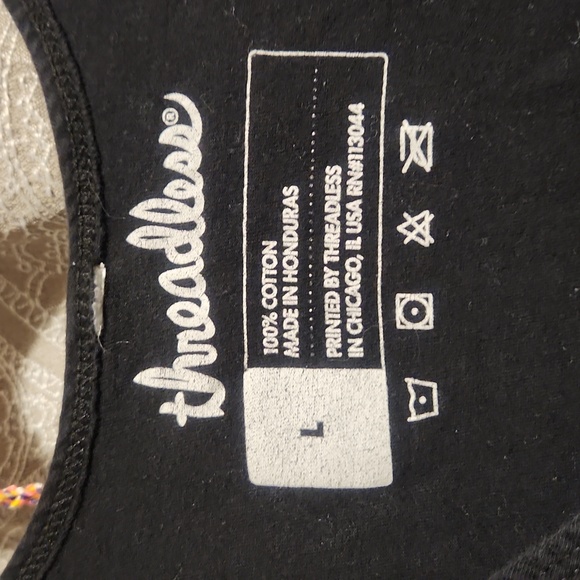 threadless®
L
100% COTTON
MADE IN HONDURAS
PRINTED BY THREADLESS
IN CHICAGO, IL USA RN#113044